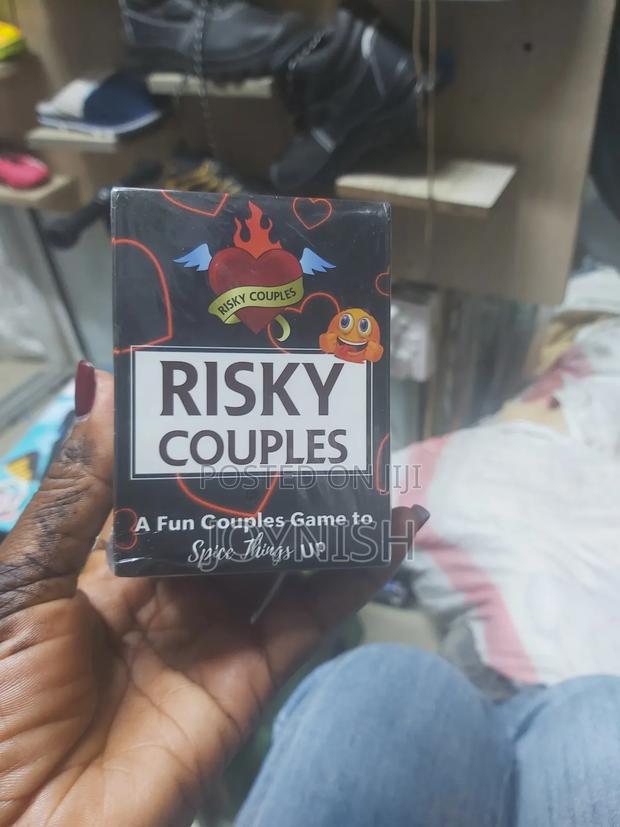 RISKY COUPLES
RISKY
COUPLES
POSTED ON JIJI
A Fun Couples Game to
JOYNISH
Spice Things UP